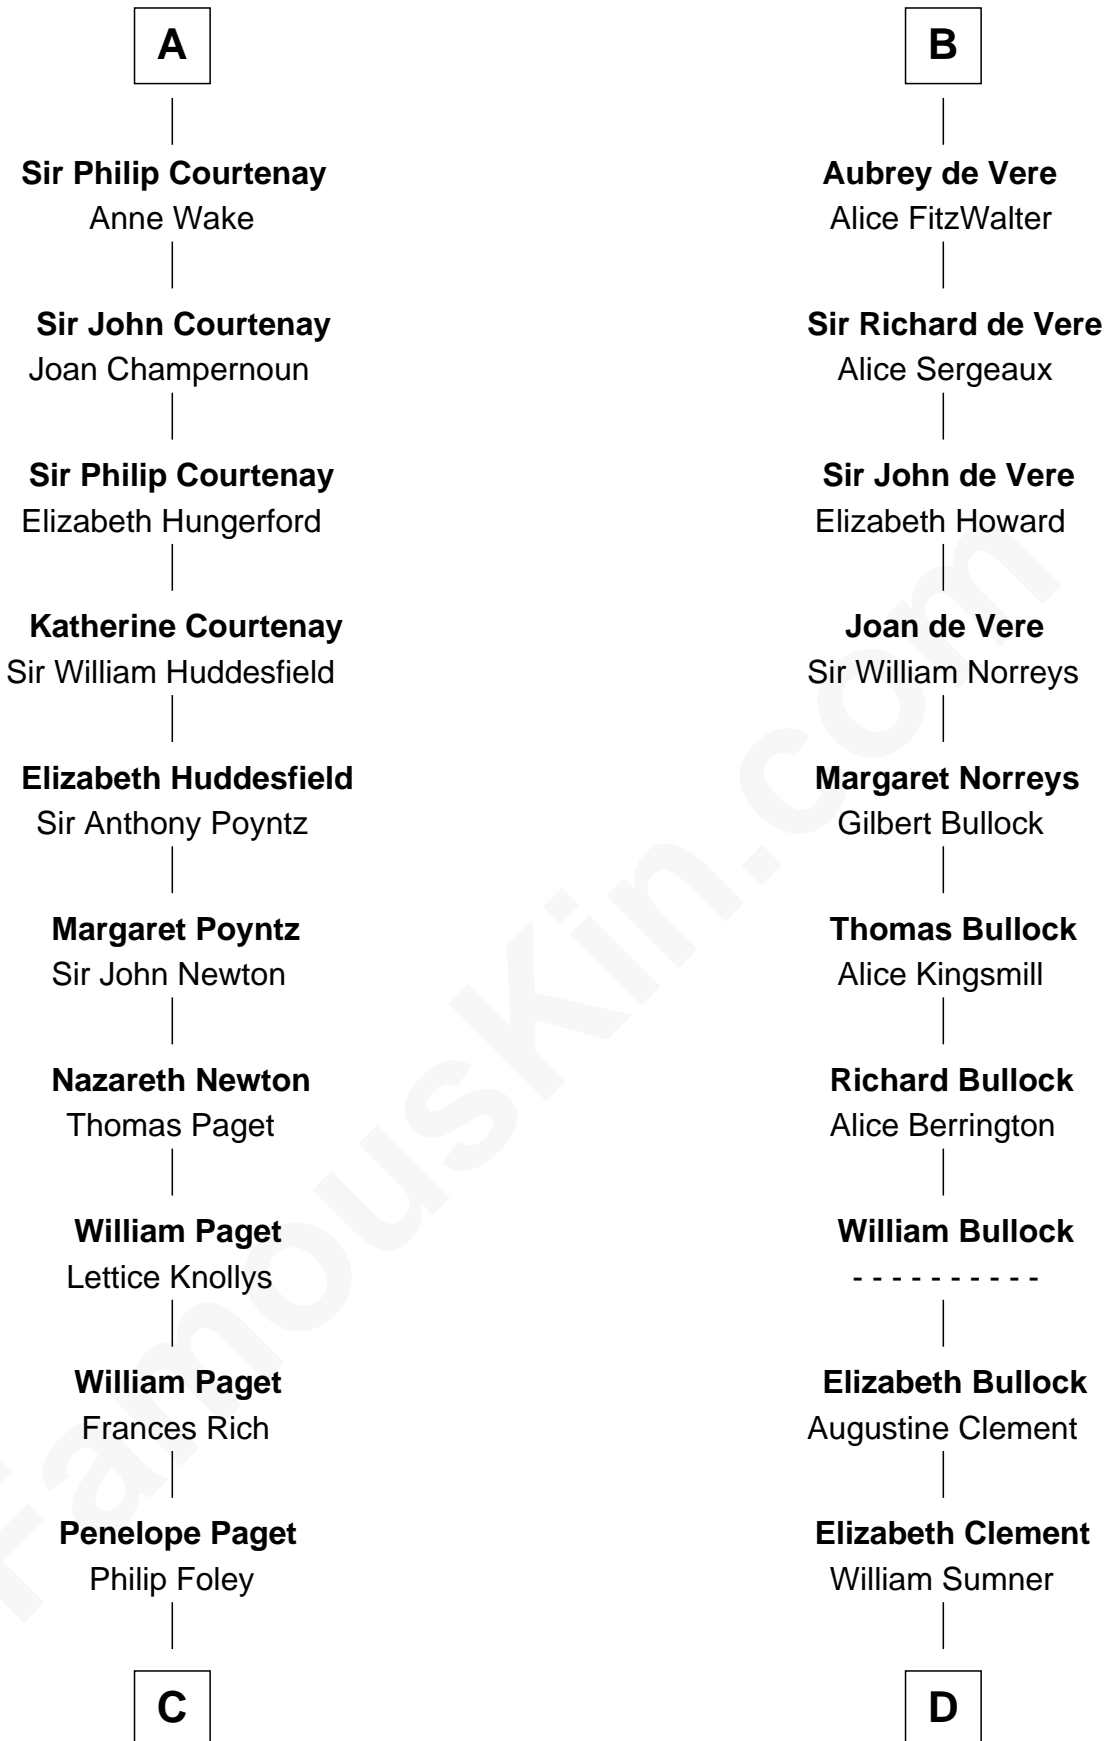 A
Sir Philip Courtenay
Anne Wake
Sir John Courtenay
Joan Champernoun
Sir Philip Courtenay
Elizabeth Hungerford
Katherine Courtenay
Sir William Huddesfield
Elizabeth Huddesfield
Sir Anthony Poyntz
Margaret Poyntz
Sir John Newton
Nazareth Newton
Thomas Paget
William Paget
Lettice Knollys
William Paget
Frances Rich
Penelope Paget
Philip Foley
C
B
Aubrey de Vere
Alice FitzWalter
Sir Richard de Vere
Alice Sergeaux
Sir John de Vere
Elizabeth Howard
Joan de Vere
Sir William Norreys
Margaret Norreys
Gilbert Bullock
Thomas Bullock
Alice Kingsmill
Richard Bullock
Alice Berrington
William Bullock
- - - - - - - - - -
Elizabeth Bullock
Augustine Clement
Elizabeth Clement
William Sumner
D
FamousKin.com